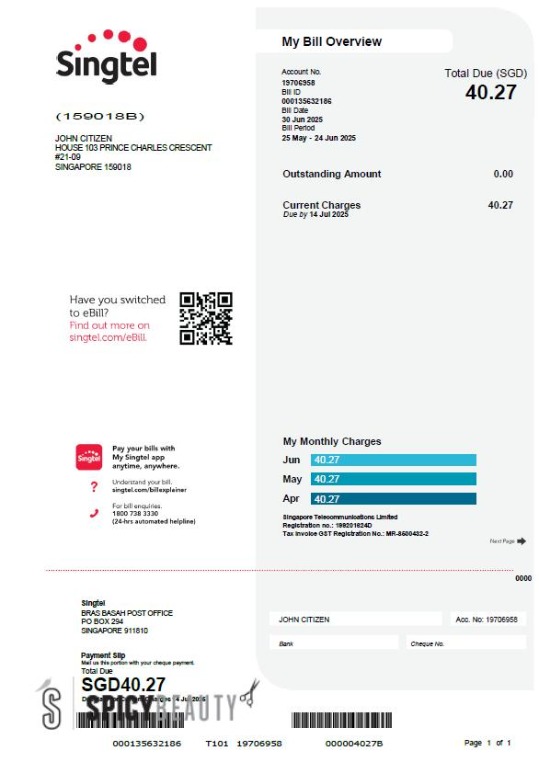 Singtel
My Bill Overview
Account No.
19706958
Bill ID
000135632186
Bill Date
30 Jun 2025
Bill Period
25 May - 24 Jun 2025
Total Due (SGD)
40.27
(159018B)
JOHN CITIZEN
HOUSE 103 PRINCE CHARLES CRESCENT
#21-09
SINGAPORE 159018
Outstanding Amount 0.00
Current Charges 40.27
Due by 14 Jul 2025
Have you switched
to eBill?
Find out more on
singtel.com/eBill.
Singtel
Pay your bills with
My Singtel app
anytime, anywhere.
?
Understand your bill.
singtel.com/billexplainer
For bill enquiries.
1800 738 3330
(24-hrs automated helpline)
My Monthly Charges
Jun 40.27
May 40.27
Apr 40.27
Singapore Telecommunications Limited
Registration no.: 199201624D
Tax Invoice GST Registration No.: MR-8500432-2
Next Page
0000
Singtel
BRAS BASAH POST OFFICE
PO BOX 294
SINGAPORE 911810
JOHN CITIZEN
Acc. No: 19706958
Bank
Cheque No.
Payment Slip
Mail us this portion with your cheque payment.
Total Due
SGD40.27
SPICYBEAUTY
000135632186 T101 19706958 000004027B
Page 1 of 1